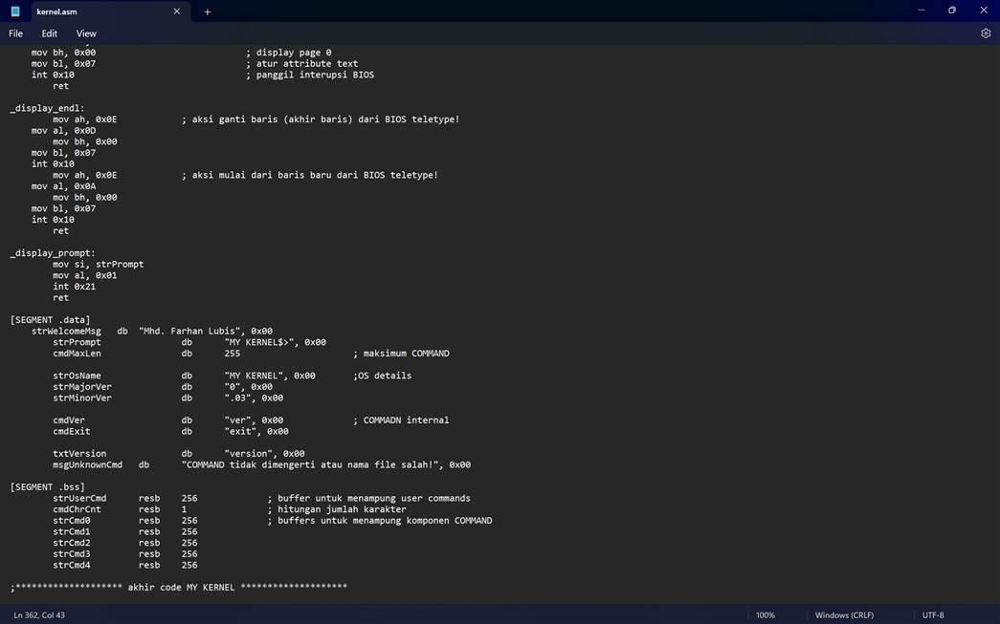 kernel.asm
File Edit View
mov bh, 0x00 ; display page 0
mov bl, 0x07 ; atur attribute text
int 0x10 ; panggil interupsi BIOS
ret
_display_endl:
mov ah, 0x0E ; aksi ganti baris (akhir baris) dari BIOS teletype!
mov al, 0x0D
mov bh, 0x00
mov bl, 0x07
int 0x10
mov ah, 0x0E ; aksi mulai dari baris baru dari BIOS teletype!
mov al, 0x0A
mov bh, 0x00
mov bl, 0x07
int 0x10
ret
_display_prompt:
mov si, strPrompt
mov al, 0x01
int 0x21
ret
[SEGMENT .data]
strWelcomeMsg db "Mhd. Farhan Lubis", 0x00
strPrompt db "MY KERNEL$>", 0x00
cmdMaxLen db 255 ; maksimum COMMAND
strOsName db "MY KERNEL", 0x00 ;OS details
strMajorVer db "0", 0x00
strMinorVer db ".03", 0x00
cmdVer db "ver", 0x00 ; COMMADN internal
cmdExit db "exit", 0x00
txtVersion db "version", 0x00
msgUnknownCmd db "COMMAND tidak dimengerti atau nama file salah!", 0x00
[SEGMENT .bss]
strUserCmd resb 256 ; buffer untuk menampung user commands
cmdChrCnt resb 1 ; hitungan jumlah karakter
strCmd0 resb 256 ; buffers untuk menampung komponen COMMAND
strCmd1 resb 256
strCmd2 resb 256
strCmd3 resb 256
strCmd4 resb 256
;******************** akhir code MY KERNEL ********************
Ln 362, Col 43 100% Windows (CRLF) UTF-8